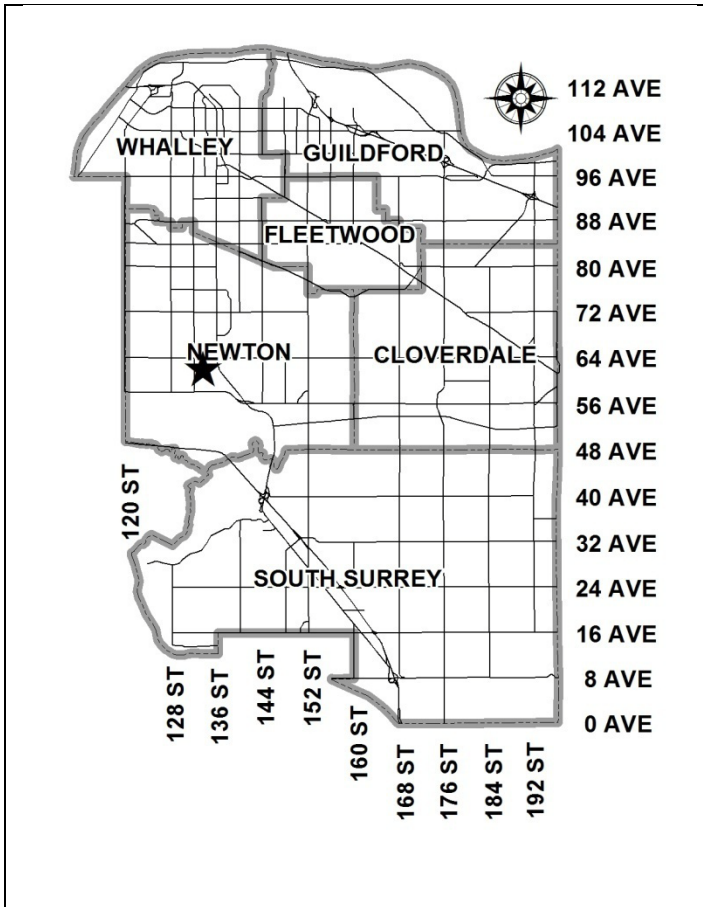 112 AVE
104 AVE
WHALLEY
GUILDFORD
96 AVE
88 AVE
FLEETWOOD
80 AVE
72 AVE
NEWTON
CLOVERDALE
64 AVE
56 AVE
48 AVE
120 ST
40 AVE
32 AVE
SOUTH SURREY
24 AVE
16 AVE
8 AVE
0 AVE
128 ST
136 ST
144 ST
152 ST
160 ST
168 ST
176 ST
184 ST
192 ST